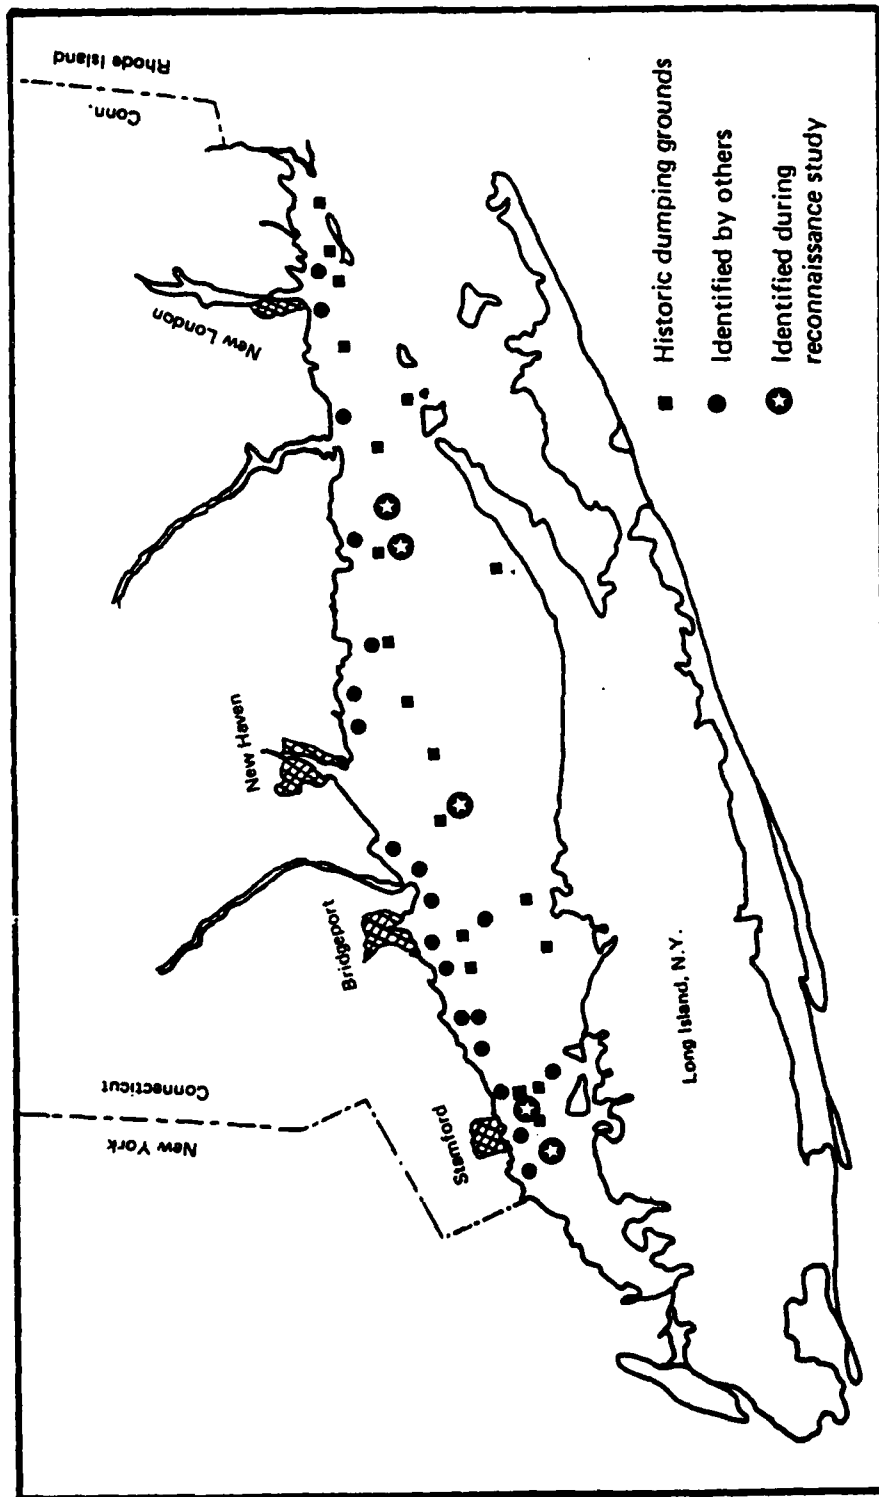 New York
Connecticut
Conn.
Rhode Island
Stamford
Bridgeport
New Haven
New London
Long Island, N.Y.
Historic dumping grounds
Identified by others
Identified during
reconnaissance study